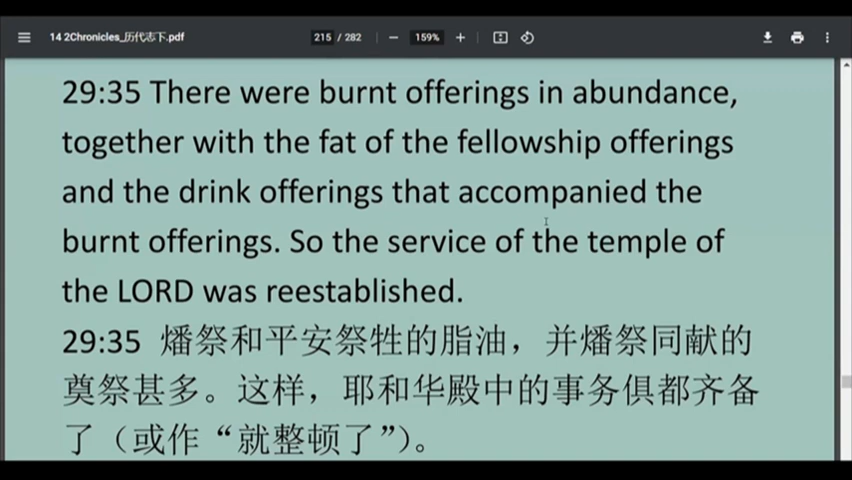 14 2Chronicles_历代志下.pdf 215 / 282 159%
29:35 There were burnt offerings in abundance,
together with the fat of the fellowship offerings
and the drink offerings that accompanied the
burnt offerings. So the service of the temple of
the LORD was reestablished.
29:35 燔祭和平安祭牲的脂油，并燔祭同献的
奠祭甚多。这样，耶和华殿中的事务俱都齐备
了（或作“就整顿了”）。